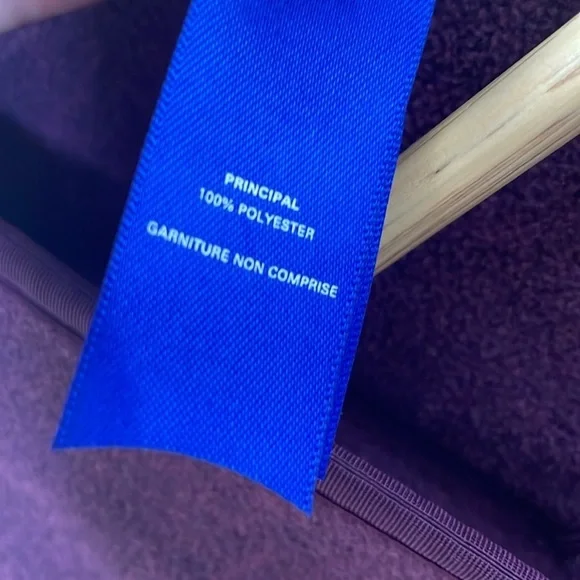 PRINCIPAL
100% POLYESTER
GARNITURE NON COMPRISE